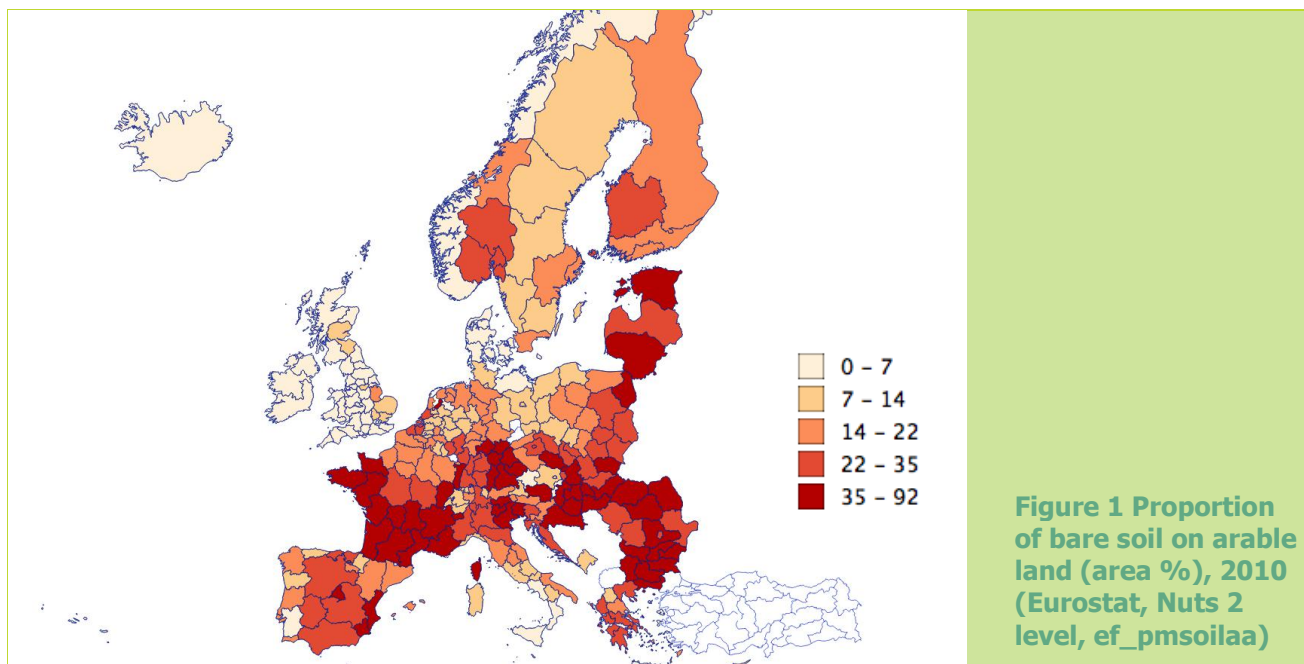 0 – 7
7 – 14
14 – 22
22 – 35
35 – 92
Figure 1 Proportion
of bare soil on arable
land (area %), 2010
(Eurostat, Nuts 2
level, ef_pmsoilaa)